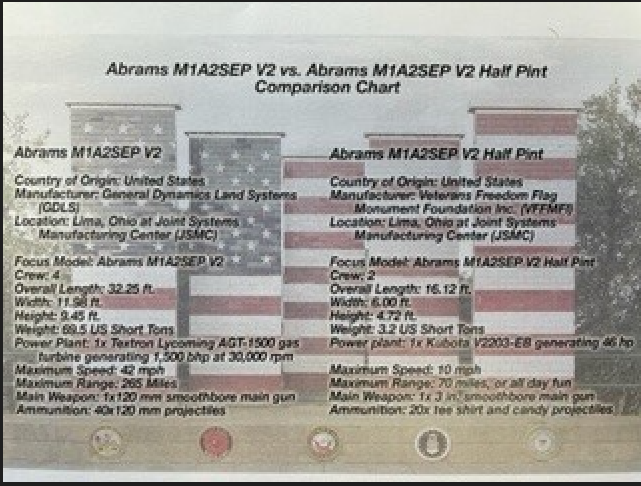 Abrams M1A2SEP V2 vs. Abrams M1A2SEP V2 Half Pint
Comparison Chart
Abrams M1A2SEP V2
Country of Origin: United States
Manufacturer: General Dynamics Land Systems
(GDLS)
Location: Lima, Ohio at Joint Systems
Manufacturing Center (JSMC)
Focus Model: Abrams M1A2SEP V2
Crew: 4
Overall Length: 32.25 ft.
Width: 11.98 ft.
Height: 9.45 ft.
Weight: 69.5 US Short Tons
Power Plant: 1x Textron Lycoming AGT-1500 gas
turbine generating 1,500 bhp at 30,000 rpm
Maximum Speed: 42 mph
Maximum Range: 265 Miles
Main Weapon: 1x120 mm smoothbore main gun
Ammunition: 40x120 mm projectiles
Abrams M1A2SEP V2 Half Pint
Country of Origin: United States
Manufacturer: Veterans Freedom Flag
Monument Foundation Inc. (VFFMFI)
Location: Lima, Ohio at Joint Systems
Manufacturing Center (JSMC)
Focus Model: Abrams M1A2SEP V2 Half Pint
Crew: 2
Overall Length: 16.12 ft.
Width: 6.00 ft.
Height: 4.72 ft.
Weight: 3.2 US Short Tons
Power plant: 1x Kubota V2203-EB generating 46 hp
Maximum Speed: 10 mph
Maximum Range: 70 miles, or all day fun
Main Weapon: 1x 3 in. smoothbore main gun
Ammunition: 20x tee shirt and candy projectiles